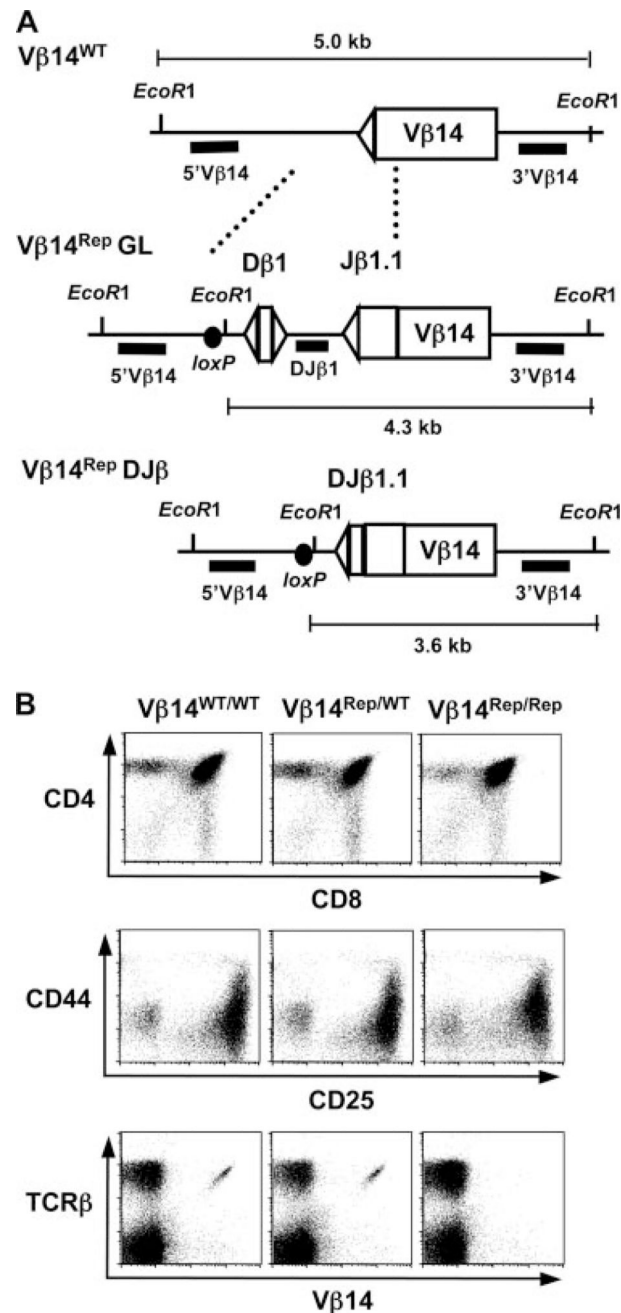 A
Vβ14WT
5.0 kb
EcoR1
EcoR1
Vβ14
5'Vβ14
3'Vβ14
Vβ14Rep GL
Dβ1
Jβ1.1
EcoR1
EcoR1
EcoR1
Vβ14
5'Vβ14
loxP
DJβ1
3'Vβ14
4.3 kb
Vβ14Rep DJβ
DJβ1.1
EcoR1
EcoR1
EcoR1
Vβ14
5'Vβ14
loxP
3'Vβ14
3.6 kb
B
Vβ14WT/WT
Vβ14Rep/WT
Vβ14Rep/Rep
CD4
CD8
CD44
CD25
TCRβ
Vβ14